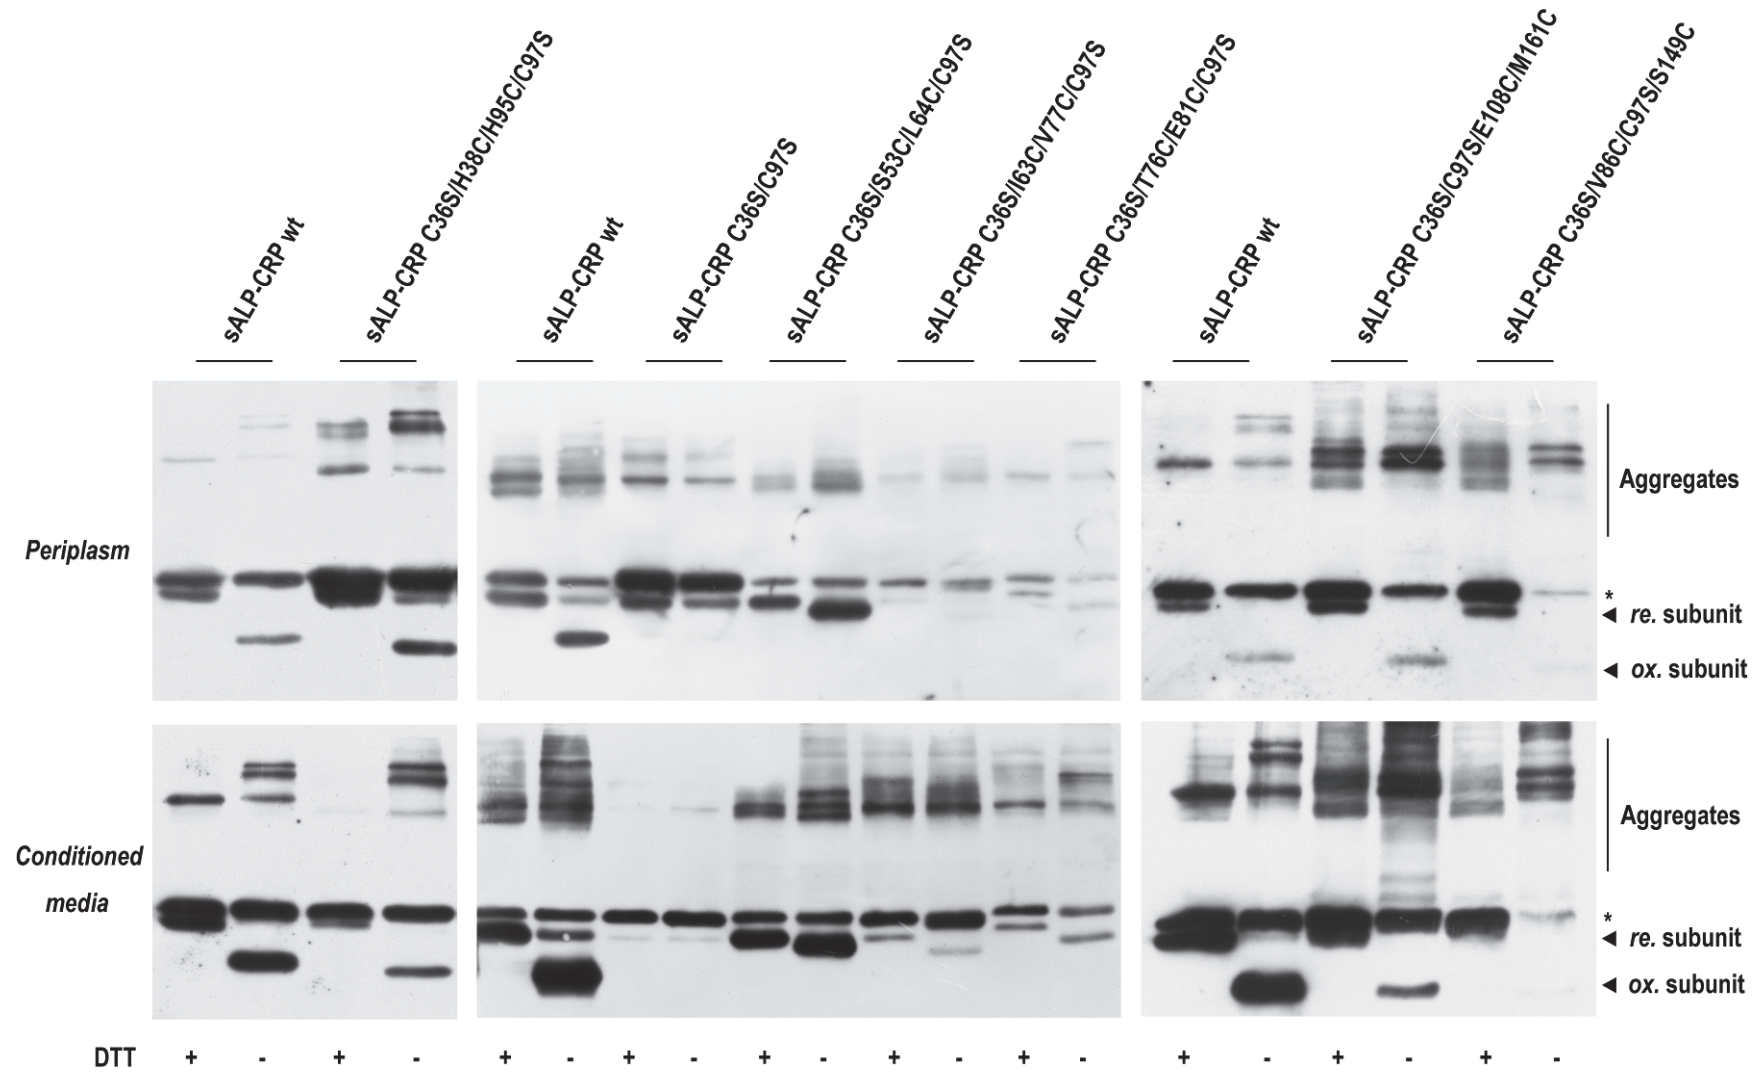 sALP-CRP wt
sALP-CRP C36S/H38C/H95C/C97S
sALP-CRP wt
sALP-CRP C36S/C97S
sALP-CRP C36S/S53C/L64C/C97S
sALP-CRP C36S/I63C/V77C/C97S
sALP-CRP C36S/T76C/E81C/C97S
sALP-CRP wt
sALP-CRP C36S/C97S/E108C/M161C
sALP-CRP C36S/V86C/C97S/S149C
Periplasm
Aggregates
*
◄ re. subunit
◄ ox. subunit
Conditioned
media
Aggregates
*
◄ re. subunit
◄ ox. subunit
DTT + - + - + - + - + - + - + - + - + - + -